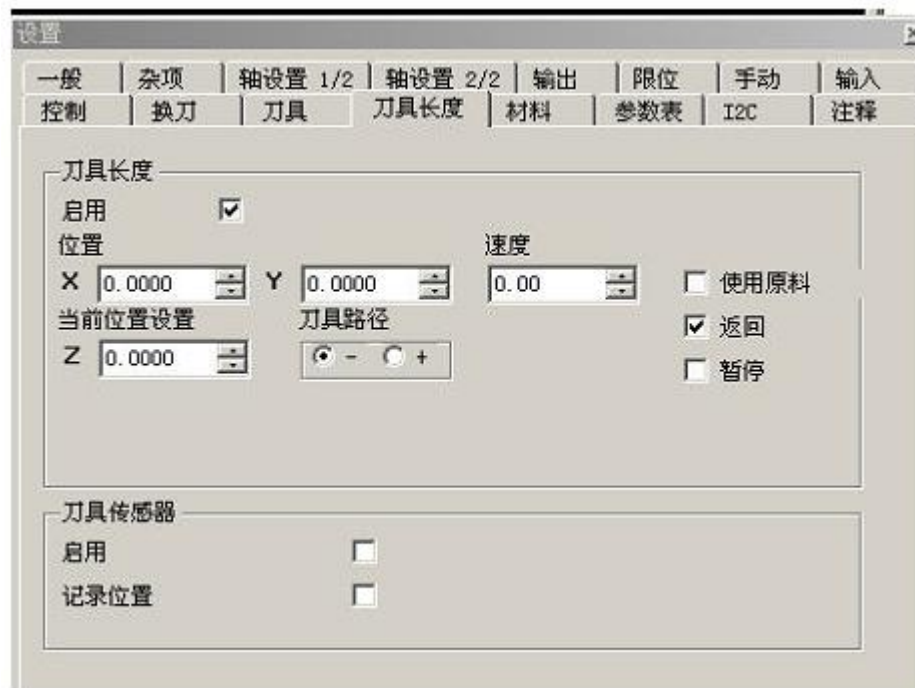 设置
一般 杂项 轴设置 1/2 轴设置 2/2 输出 限位 手动 输入
控制 换刀 刀具 刀具长度 材料 参数表 I2C 注释
刀具长度
启用
位置 速度
X 0.0000 Y 0.0000 0.00 使用原料
当前位置设置 刀具路径 返回
Z 0.0000 - + 暂停
刀具传感器
启用
记录位置